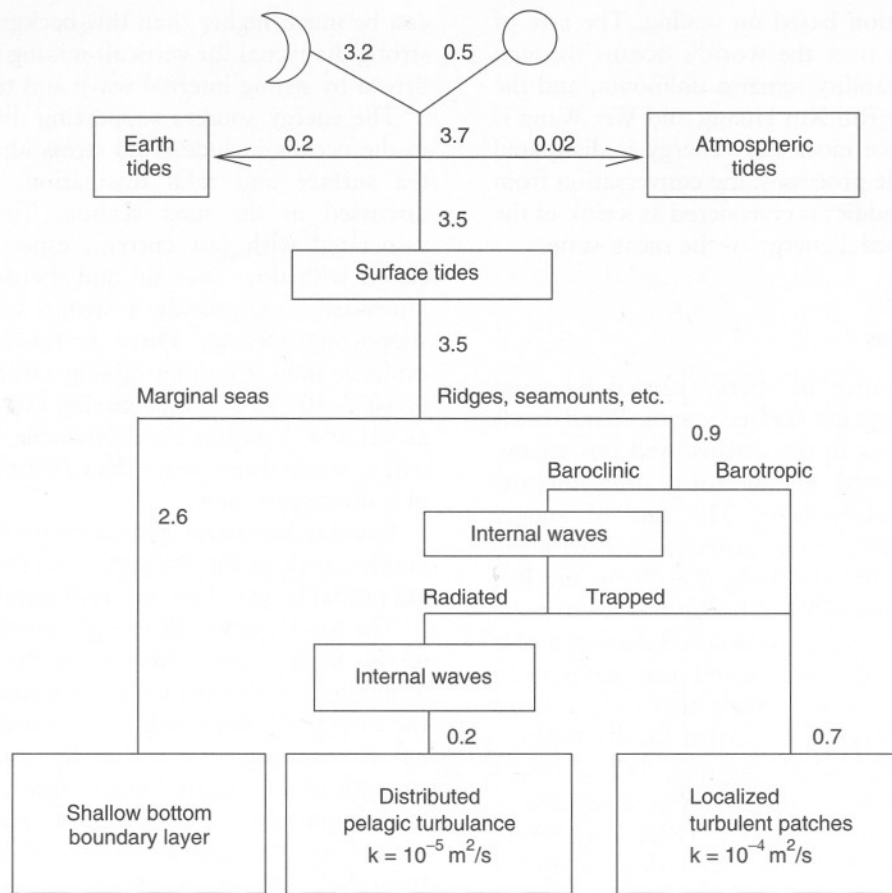 3.2
0.5
Earth
tides
0.2
3.7
0.02
Atmospheric
tides
3.5
Surface tides
3.5
Marginal seas
Ridges, seamounts, etc.
0.9
Baroclinic
Barotropic
2.6
Internal waves
Radiated
Trapped
Internal waves
0.2
0.7
Shallow bottom
boundary layer
Distributed
pelagic turbulance
k = 10⁻⁵ m²/s
Localized
turbulent patches
k = 10⁻⁴ m²/s